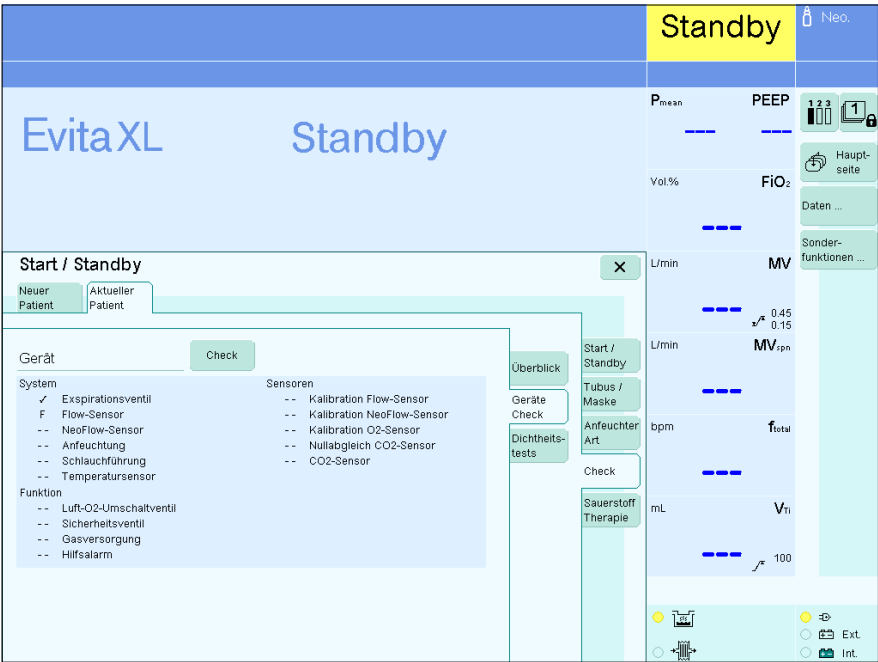 Standby
Neo.
Evita XL Standby
Pmean PEEP
--- ---
1 2 3
1
Haupt-
seite
Vol.% FiO2
---
Daten ...
Sonder-
funktionen ...
Start / Standby
L/min MV
---
0.45
0.15
Neuer
Patient
Aktueller
Patient
Gerät
Check
System
✓ Exspirationsventil
F Flow-Sensor
-- NeoFlow-Sensor
-- Anfeuchtung
-- Schlauchführung
-- Temperatursensor
Funktion
-- Luft-O2-Umschaltventil
-- Sicherheitsventil
-- Gasversorgung
-- Hilfsalarm
Sensoren
-- Kalibration Flow-Sensor
-- Kalibration NeoFlow-Sensor
-- Kalibration O2-Sensor
-- Nullabgleich CO2-Sensor
-- CO2-Sensor
Überblick
Geräte
Check
Dichtheits-
tests
Start /
Standby
Tubus /
Maske
Anfeuchter
Art
Check
Sauerstoff
Therapie
L/min MVspn
---
bpm ftotal
---
mL VTi
---
100
Ext.
Int.